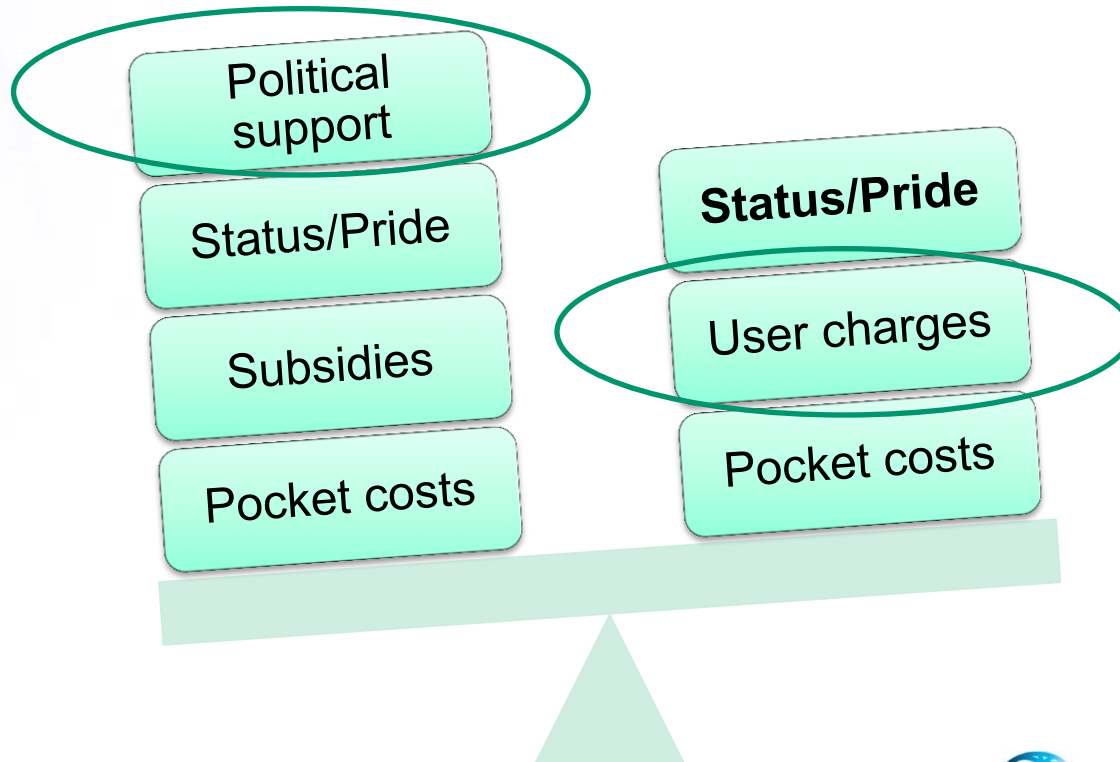 Political
support
Status/Pride
Subsidies
Pocket costs
Status/Pride
User charges
Pocket costs